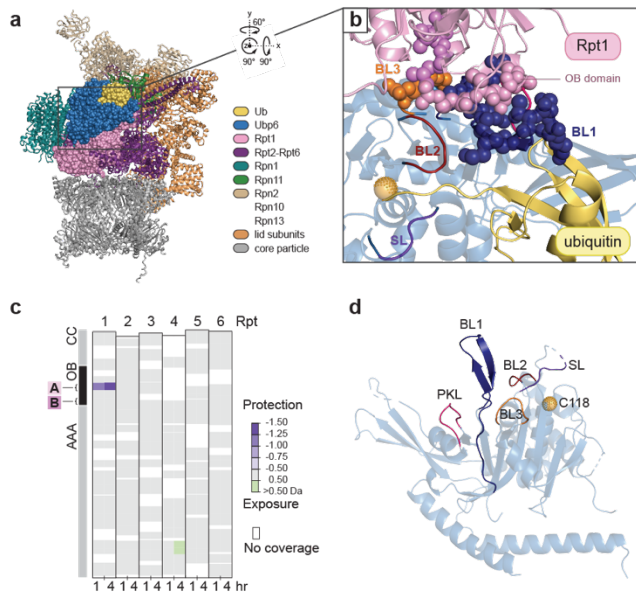 a
y
60°
z
x
90°
90°
Ub
Ubp6
Rpt1
Rpt2-Rpt6
Rpn1
Rpn11
Rpn2
Rpn10
Rpn13
lid subunits
core particle
b
Rpt1
BL3
OB domain
BL1
BL2
SL
ubiquitin
c
1 2 3 4 5 6 Rpt
CC
OB
A
B
AAA
Protection
-1.50
-1.00
-0.75
-0.50
0.50
>0.50 Da
Exposure
No coverage
1 4 1 4 1 4 1 4 1 4 1 4 hr
d
BL1
BL2
SL
PKL
BL3
C118